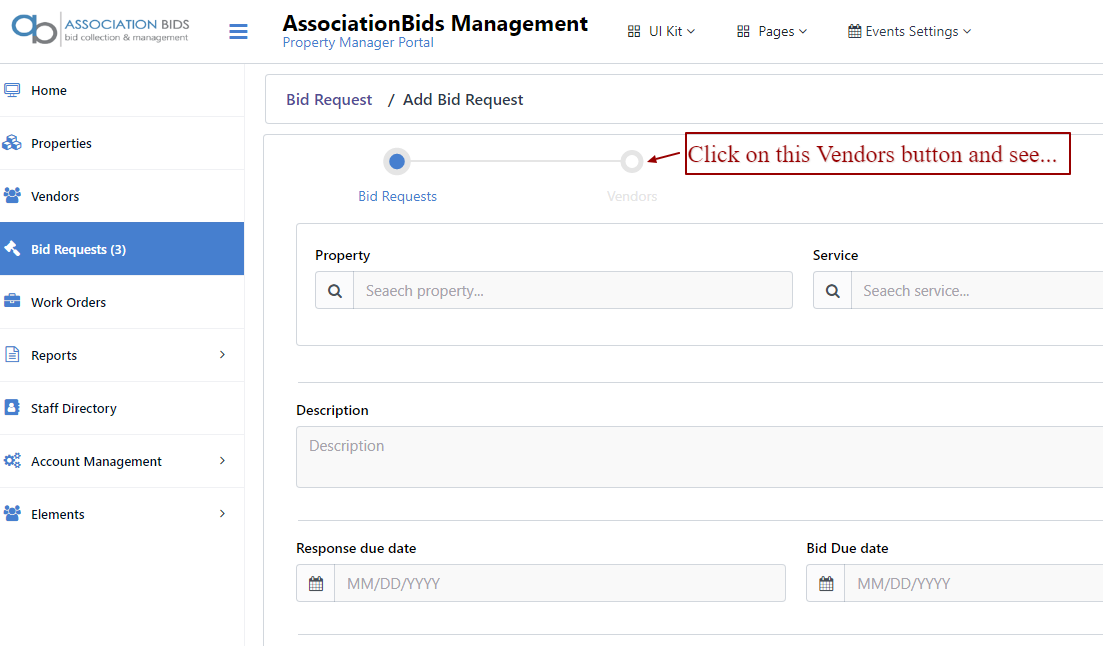 ab ASSOCIATION BIDS
bid collection & management
AssociationBids Management
Property Manager Portal
UI Kit
Pages
Events Settings
Home
Properties
Vendors
Bid Requests (3)
Work Orders
Reports
Staff Directory
Account Management
Elements
Bid Request / Add Bid Request
Click on this Vendors button and see...
Bid Requests
Vendors
Property
Service
Seaech property...
Seaech service...
Description
Description
Response due date
Bid Due date
MM/DD/YYYY
MM/DD/YYYY